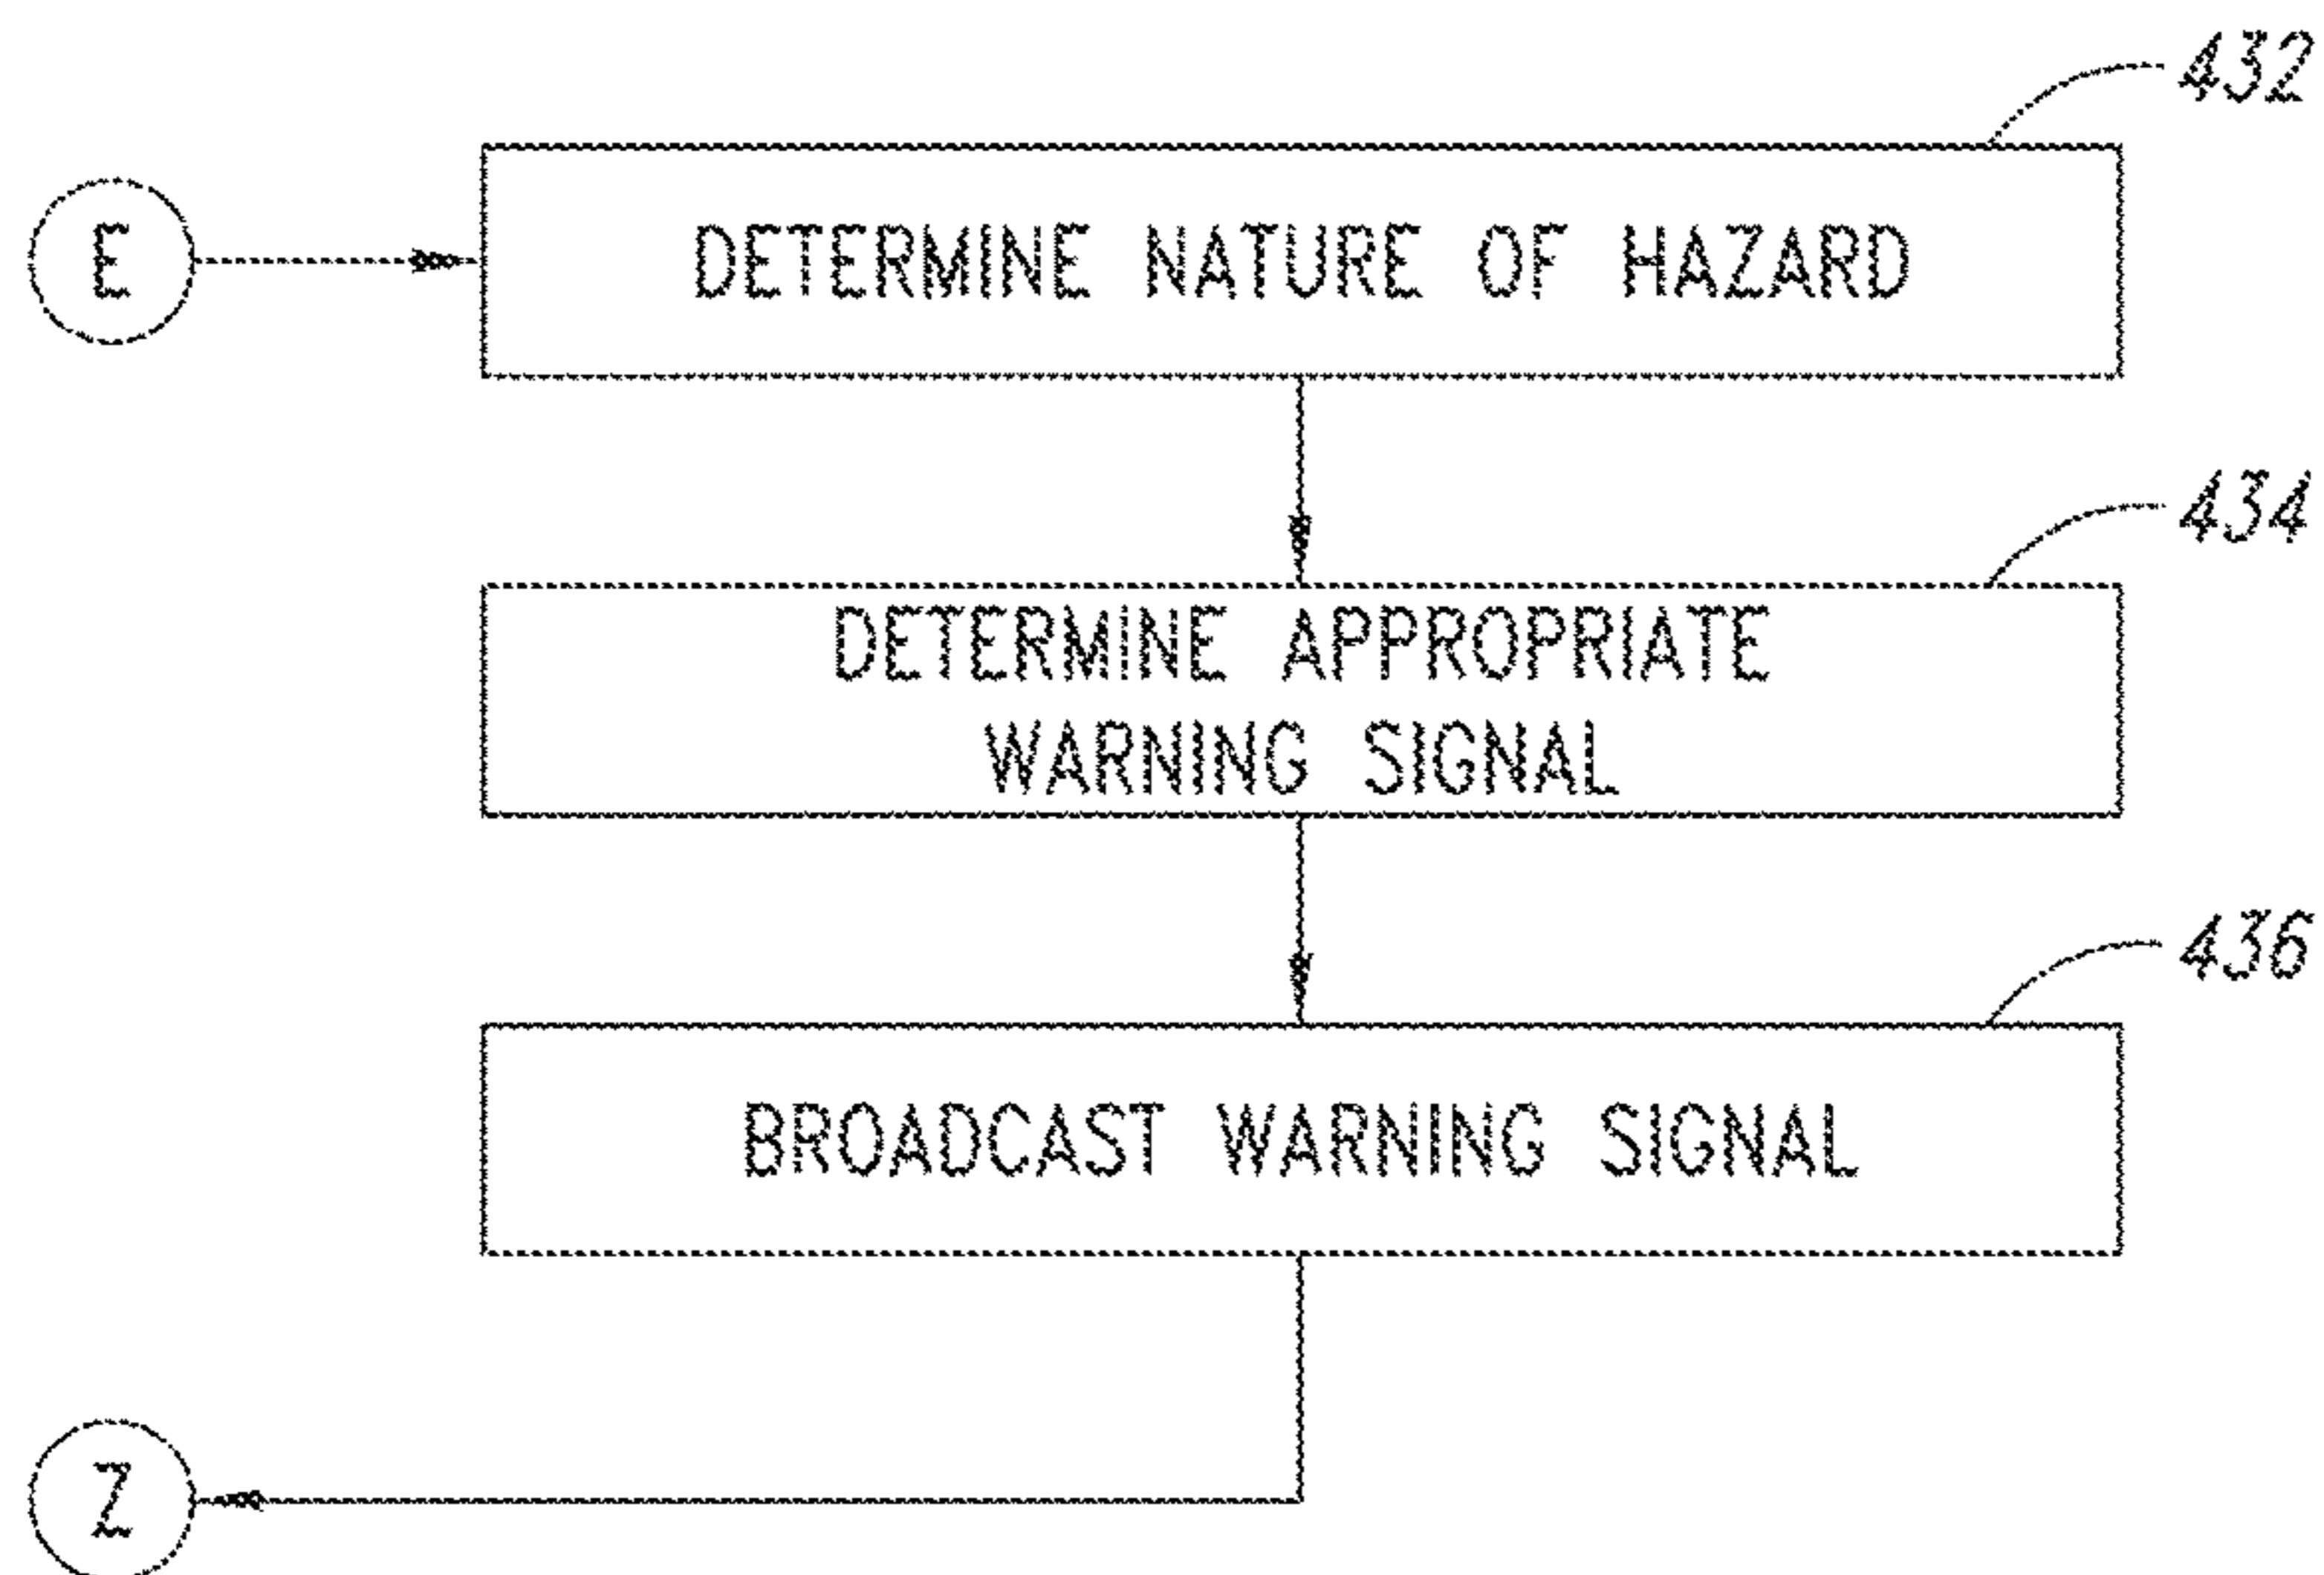 432
E
DETERMINE NATURE OF HAZARD
434
DETERMINE APPROPRIATE
WARNING SIGNAL
436
BROADCAST WARNING SIGNAL
Z